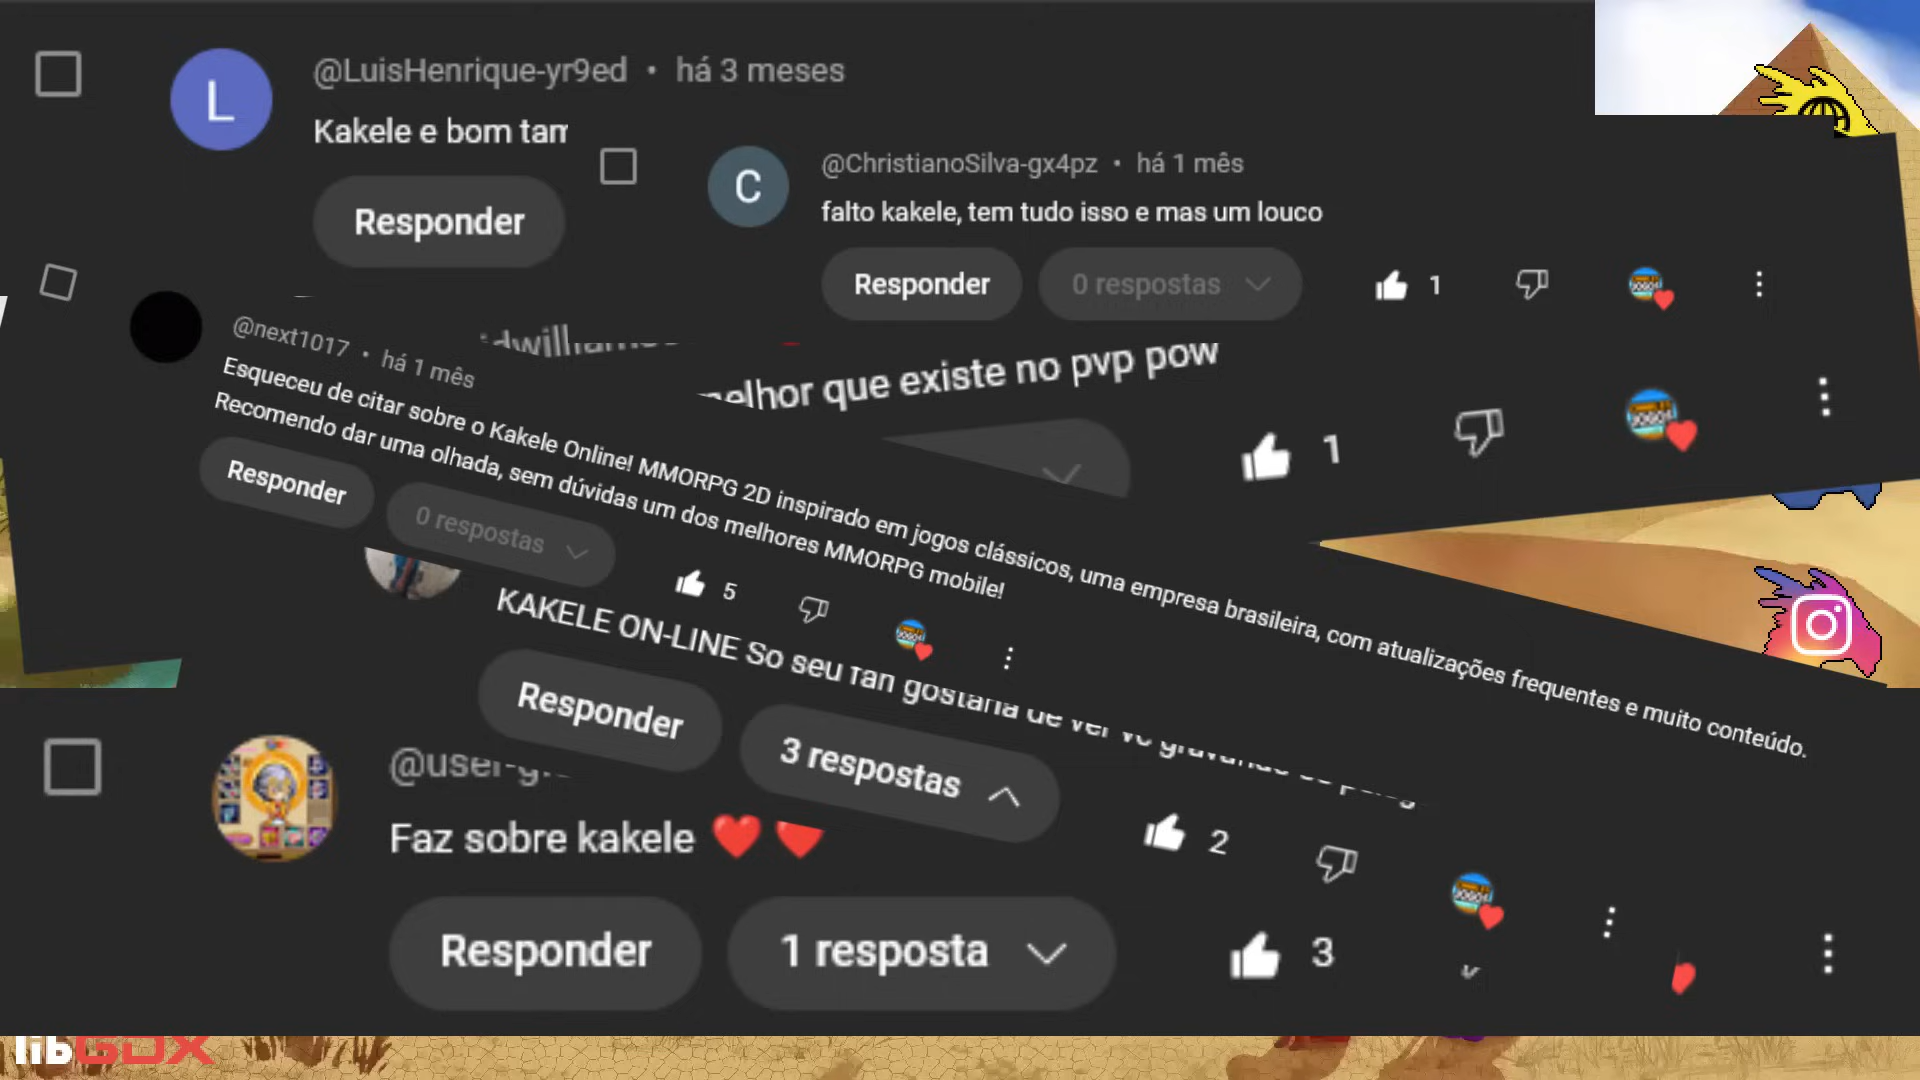 @LuisHenrique-yr9ed • há 3 meses
L
Kakele e bom
Responder
@ChristianoSilva-gx4pz • há 1 mês
C
falto kakele, tem tudo isso e mas um louco
Responder
0 respostas
1
@next1017 • há 1 mês
Esqueceu de citar sobre o Kakele Online! MMORPG 2D inspirado em jogos clássicos, uma empresa brasileira, com atualizações frequentes e muito conteúdo.
Recomendo dar uma olhada, sem dúvidas um dos melhores MMORPG mobile!
Responder
0 respostas
5
que existe no pvp pow
1
KAKELE ON-LINE So seu fan gostaria de ver
Responder
3 respostas
2
Faz sobre kakele ❤️ ❤️
Responder
1 resposta
3
libGDX